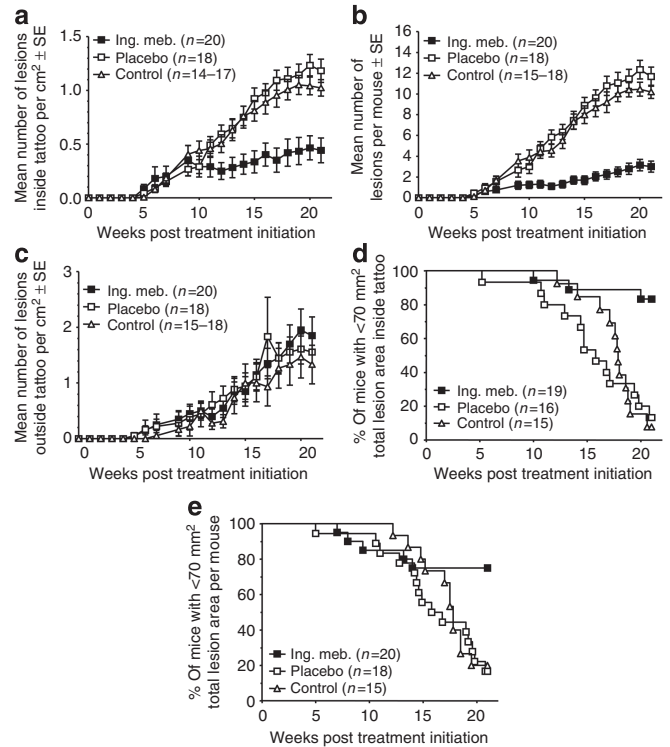 a
Mean number of lesions
inside tattoo per cm² ± SE
1.5
1.0
0.5
0.0
Ing. meb. (n=20)
Placebo (n=18)
Control (n=14–17)
0 5 10 15 20
Weeks post treatment initiation
b
Mean number of
lesions per mouse ± SE
16
14
12
10
8
6
4
2
0
Ing. meb. (n=20)
Placebo (n=18)
Control (n=15–18)
0 5 10 15 20
Weeks post treatment initiation
c
Mean number of lesions
outside tattoo per cm² ± SE
3
2
1
0
Ing. meb. (n=20)
Placebo (n=18)
Control (n=15–18)
0 5 10 15 20
Weeks post treatment initiation
d
% Of mice with <70 mm²
total lesion area inside tattoo
100
80
60
40
20
0
Ing. meb. (n=19)
Placebo (n=16)
Control (n=15)
0 5 10 15 20
Weeks post treatment initiation
e
% Of mice with <70 mm²
total lesion area per mouse
100
80
60
40
20
0
Ing. meb. (n=20)
Placebo (n=18)
Control (n=15)
0 5 10 15 20
Weeks post treatment initiation